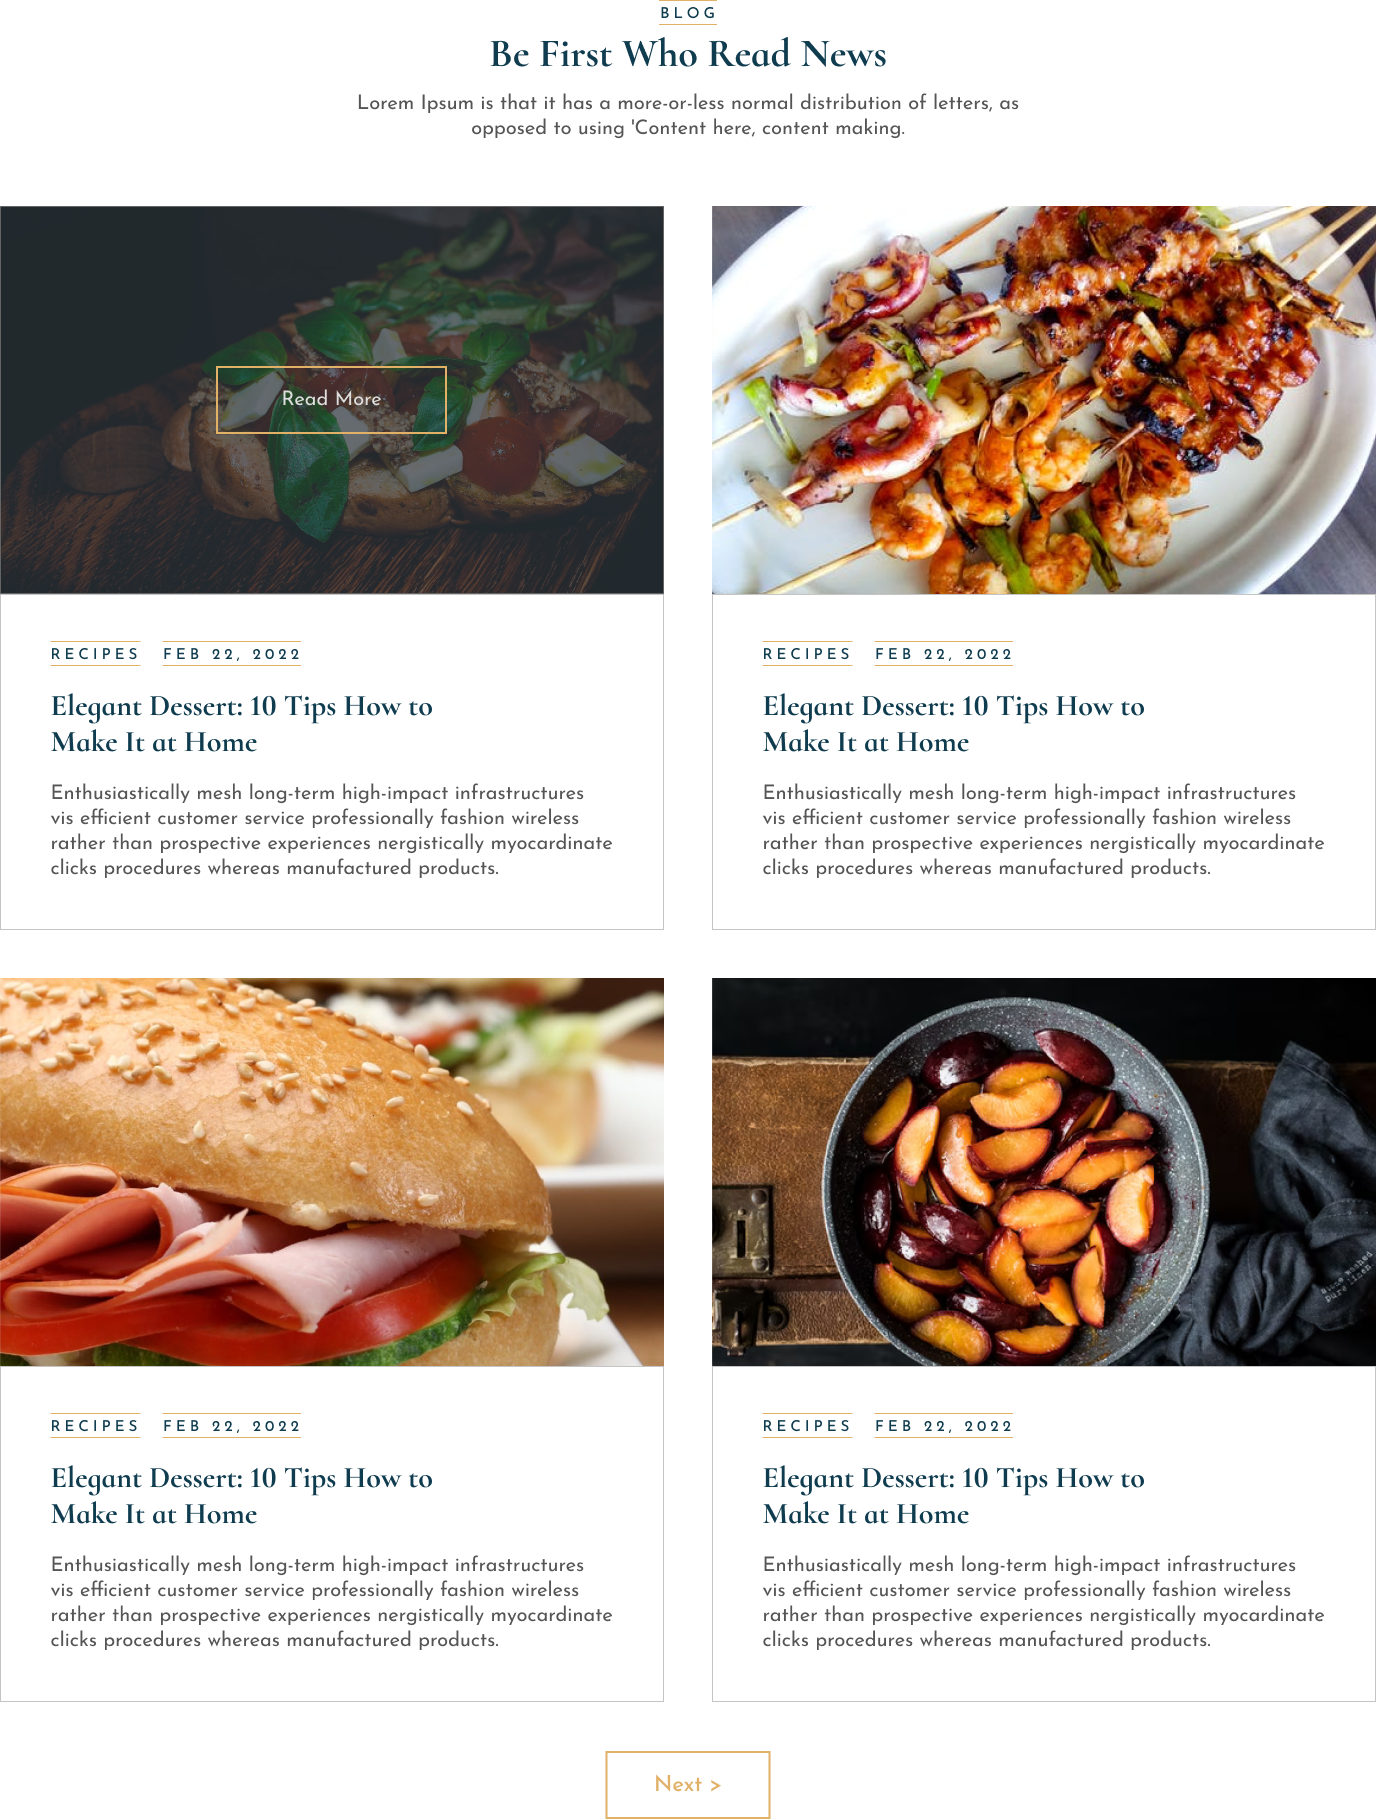 BLOG
Be First Who Read News
Lorem Ipsum is that it has a more-or-less normal distribution of letters, as
opposed to using 'Content here, content making.
Read More
RECIPES FEB 22, 2022
Elegant Dessert: 10 Tips How to
Make It at Home
Enthusiastically mesh long-term high-impact infrastructures
vis efficient customer service professionally fashion wireless
rather than prospective experiences nergistically myocardinate
clicks procedures whereas manufactured products.
RECIPES FEB 22, 2022
Elegant Dessert: 10 Tips How to
Make It at Home
Enthusiastically mesh long-term high-impact infrastructures
vis efficient customer service professionally fashion wireless
rather than prospective experiences nergistically myocardinate
clicks procedures whereas manufactured products.
pure linen
RECIPES FEB 22, 2022
Elegant Dessert: 10 Tips How to
Make It at Home
Enthusiastically mesh long-term high-impact infrastructures
vis efficient customer service professionally fashion wireless
rather than prospective experiences nergistically myocardinate
clicks procedures whereas manufactured products.
RECIPES FEB 22, 2022
Elegant Dessert: 10 Tips How to
Make It at Home
Enthusiastically mesh long-term high-impact infrastructures
vis efficient customer service professionally fashion wireless
rather than prospective experiences nergistically myocardinate
clicks procedures whereas manufactured products.
Next >